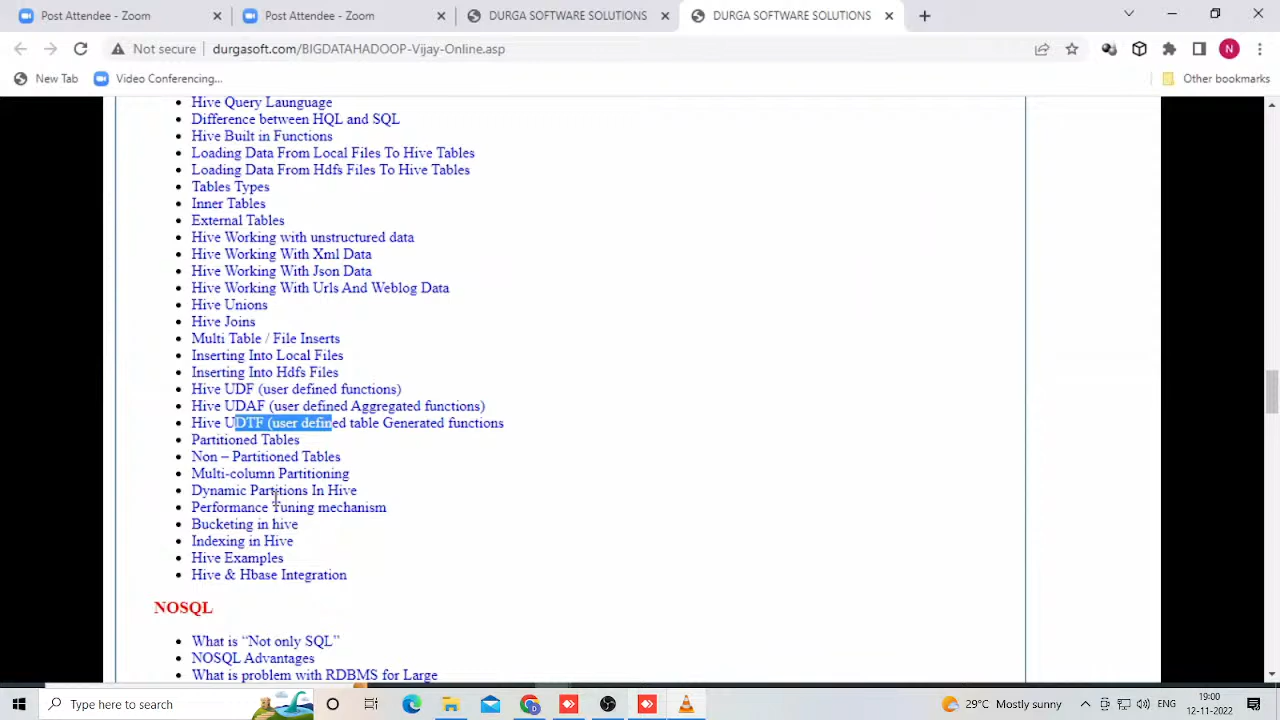 Post Attendee - Zoom
Post Attendee - Zoom
DURGA SOFTWARE SOLUTIONS
DURGA SOFTWARE SOLUTIONS
Not secure durgasoft.com/BIGDATAHADOOP-Vijay-Online.asp
N
New Tab
Video Conferencing...
Other bookmarks
Hive Query Launguage
Difference between HQL and SQL
Hive Built in Functions
Loading Data From Local Files To Hive Tables
Loading Data From Hdfs Files To Hive Tables
Tables Types
Inner Tables
External Tables
Hive Working with unstructured data
Hive Working With Xml Data
Hive Working With Json Data
Hive Working With Urls And Weblog Data
Hive Unions
Hive Joins
Multi Table / File Inserts
Inserting Into Local Files
Inserting Into Hdfs Files
Hive UDF (user defined functions)
Hive UDAF (user defined Aggregated functions)
Hive UDTF (user defined table Generated functions
Partitioned Tables
Non – Partitioned Tables
Multi-column Partitioning
Dynamic Partitions In Hive
Performance Tuning mechanism
Bucketing in hive
Indexing in Hive
Hive Examples
Hive & Hbase Integration
NOSQL
What is “Not only SQL”
NOSQL Advantages
What is problem with RDBMS for Large
Type here to search
29°C Mostly sunny
ENG
19:00
12-11-2022